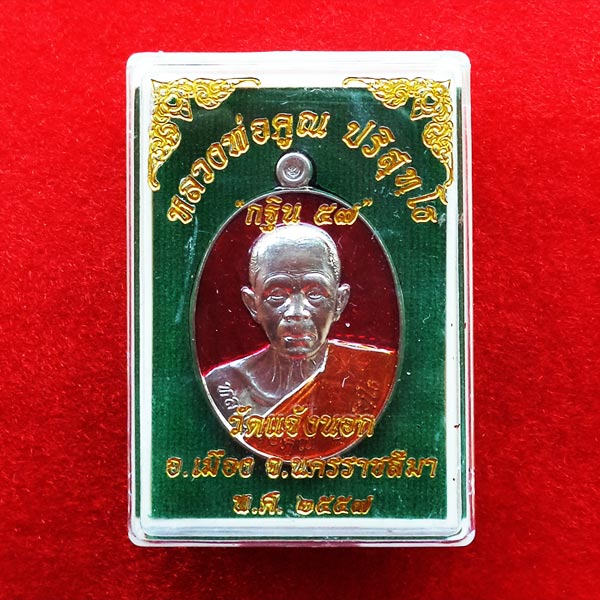 หลวงพ่อคูณ ปริสุทฺโธ
"กฐิน ๕๗"
วัดแจ้งนอก
อ.เมือง จ.นครราชสีมา
พ.ศ. ๒๕๕๗